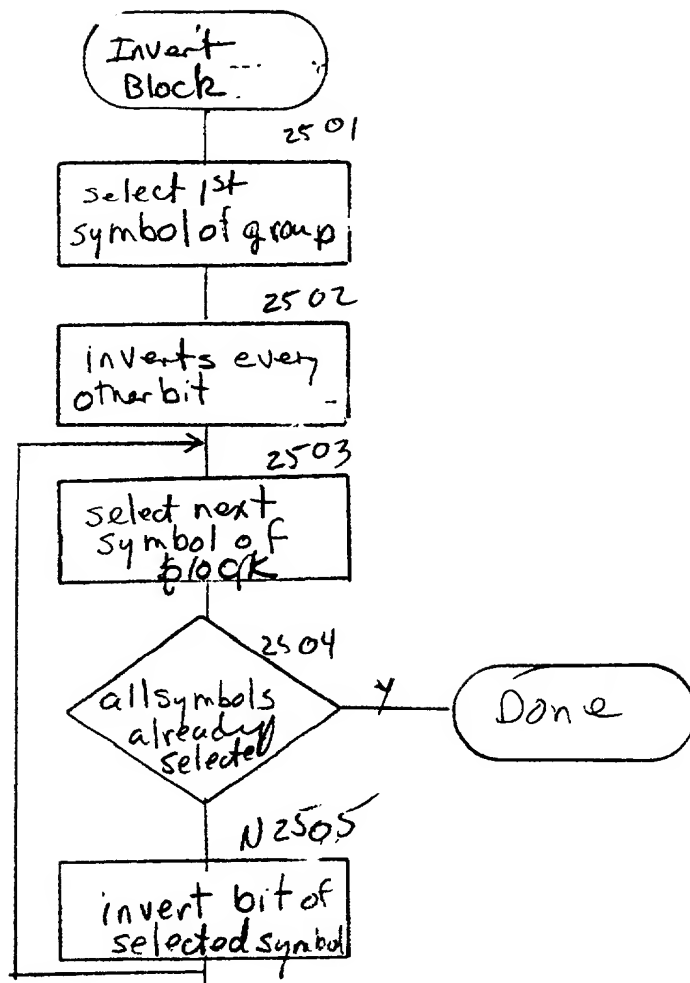 Invert
Block
2501
select 1st
symbol of group
2502
inverts every
other bit
2503
select next
symbol of
block
2504
all symbols
already
selected
Y
Done
N 2505
invert bit of
selected symbol